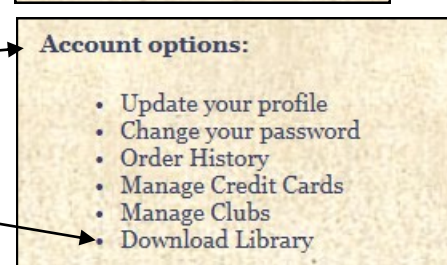 Account options:
• Update your profile
• Change your password
• Order History
• Manage Credit Cards
• Manage Clubs
• Download Library